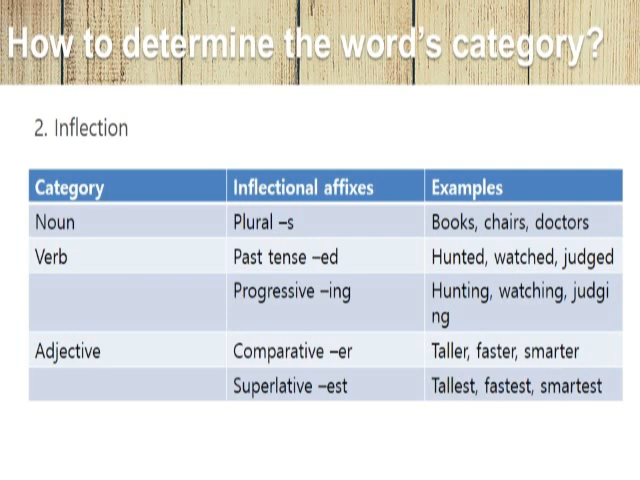 How to determine the word's category?
2. Inflection
Category Inflectional affixes Examples
Noun Plural –s Books, chairs, doctors
Verb Past tense –ed Hunted, watched, judged
Progressive –ing Hunting, watching, judgi
ng
Adjective Comparative –er Taller, faster, smarter
Superlative –est Tallest, fastest, smartest